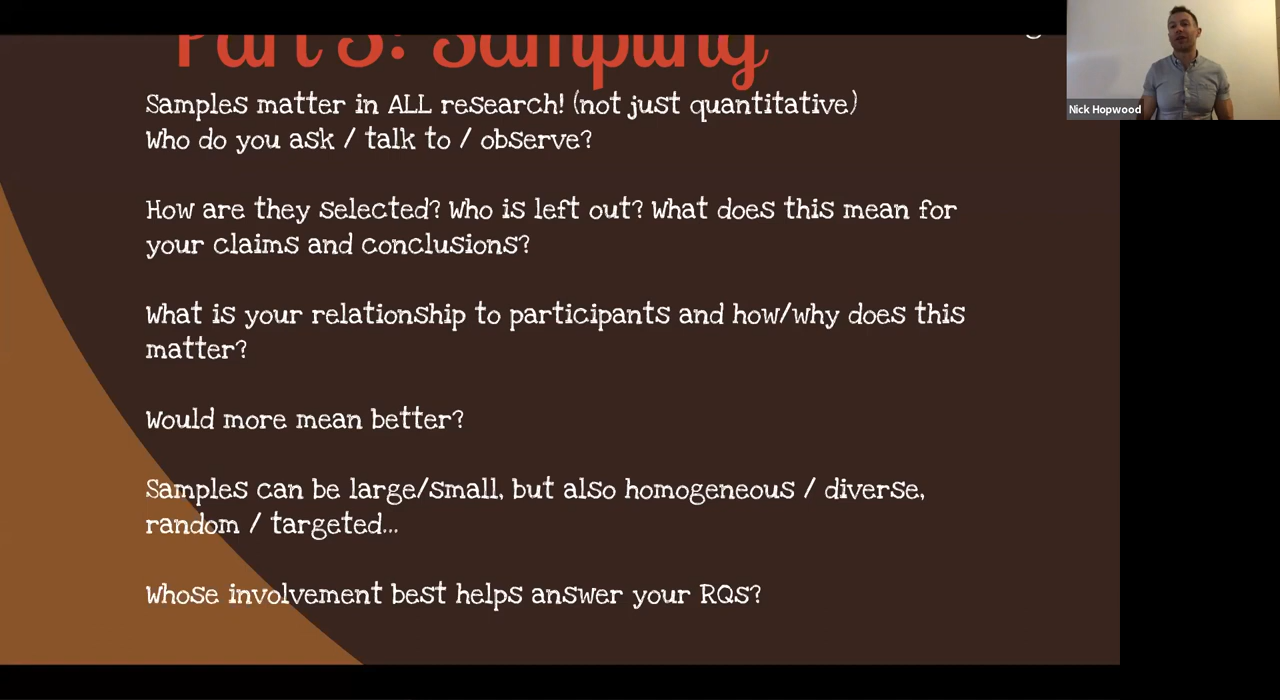 Part 3: Sampling
Samples matter in ALL research! (not just quantitative)
Who do you ask / talk to / observe?
How are they selected? Who is left out? What does this mean for
your claims and conclusions?
What is your relationship to participants and how/why does this
matter?
Would more mean better?
Samples can be large/small, but also homogeneous / diverse,
random / targeted...
Whose involvement best helps answer your RQs?
Nick Hopwood